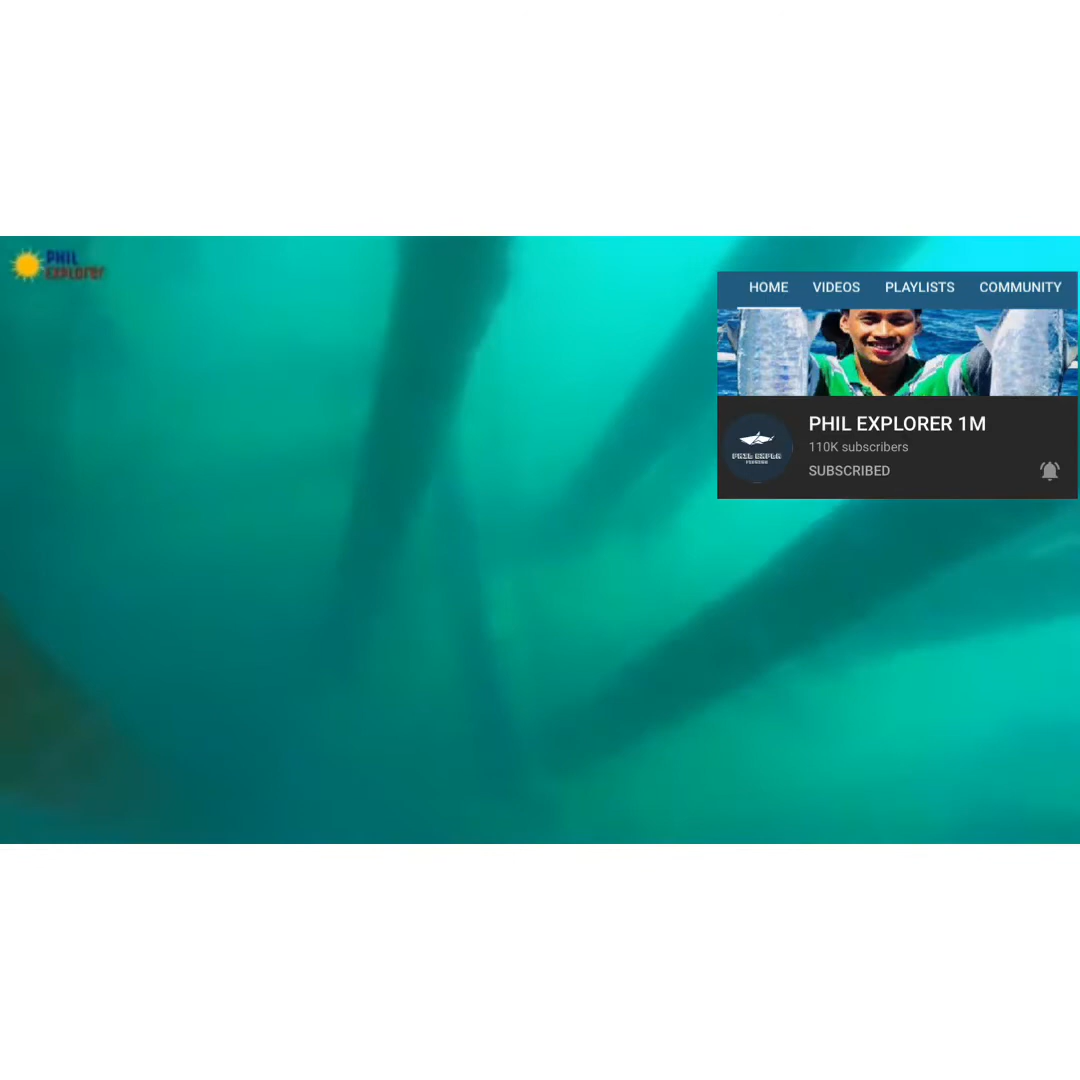 PHIL
EXPLORER
HOME VIDEOS PLAYLISTS COMMUNITY
PHIL EXPLORER 1M
110K subscribers
SUBSCRIBED